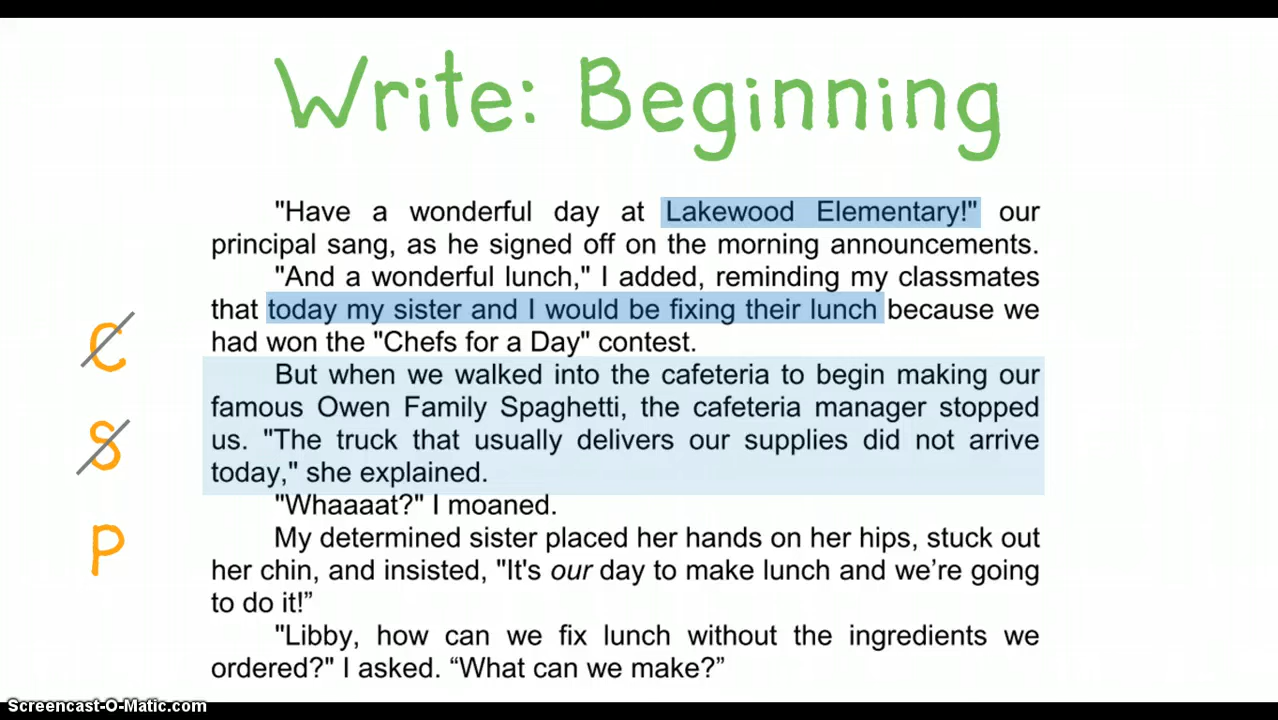 Write: Beginning
"Have a wonderful day at Lakewood Elementary!" our
principal sang, as he signed off on the morning announcements.
"And a wonderful lunch," I added, reminding my classmates
that today my sister and I would be fixing their lunch because we
had won the "Chefs for a Day" contest.
But when we walked into the cafeteria to begin making our
famous Owen Family Spaghetti, the cafeteria manager stopped
us. "The truck that usually delivers our supplies did not arrive
today," she explained.
"Whaaaat?" I moaned.
My determined sister placed her hands on her hips, stuck out
her chin, and insisted, "It's our day to make lunch and we’re going
to do it!”
"Libby, how can we fix lunch without the ingredients we
ordered?" I asked. “What can we make?”
C
S
P
Screencast-O-Matic.com